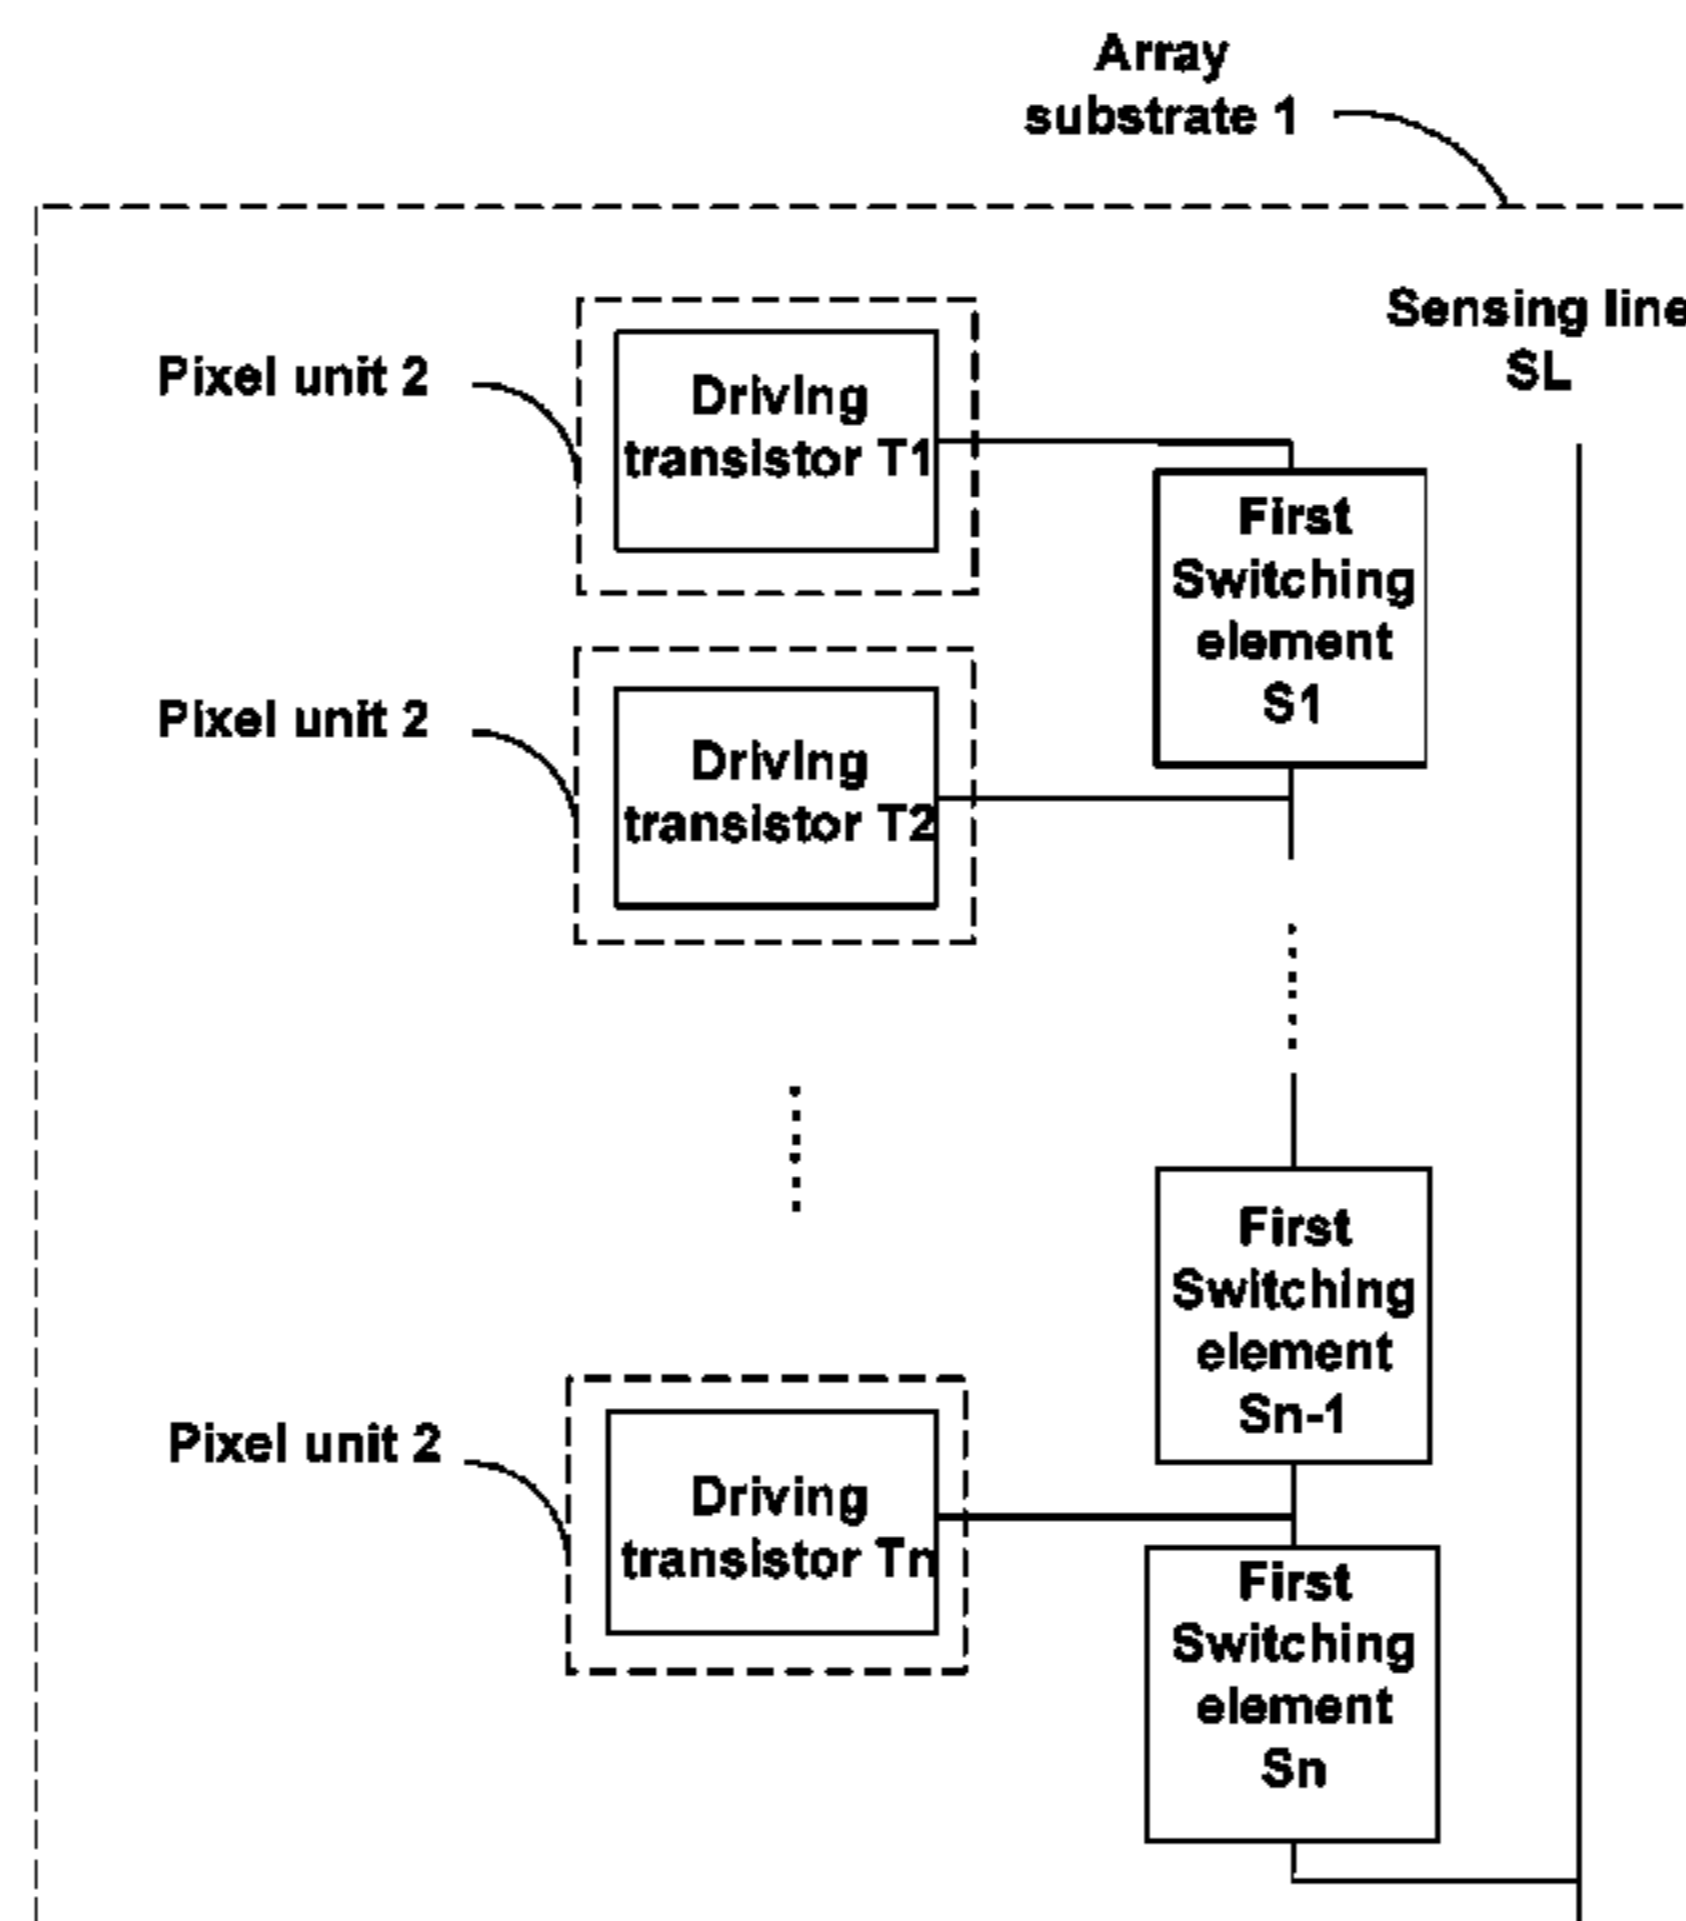 Array
substrate 1
Sensing line
SL
Pixel unit 2
Driving
transistor T1
First
Switching
element
S1
Pixel unit 2
Driving
transistor T2
First
Switching
element
Sn-1
Pixel unit 2
Driving
transistor Tn
First
Switching
element
Sn